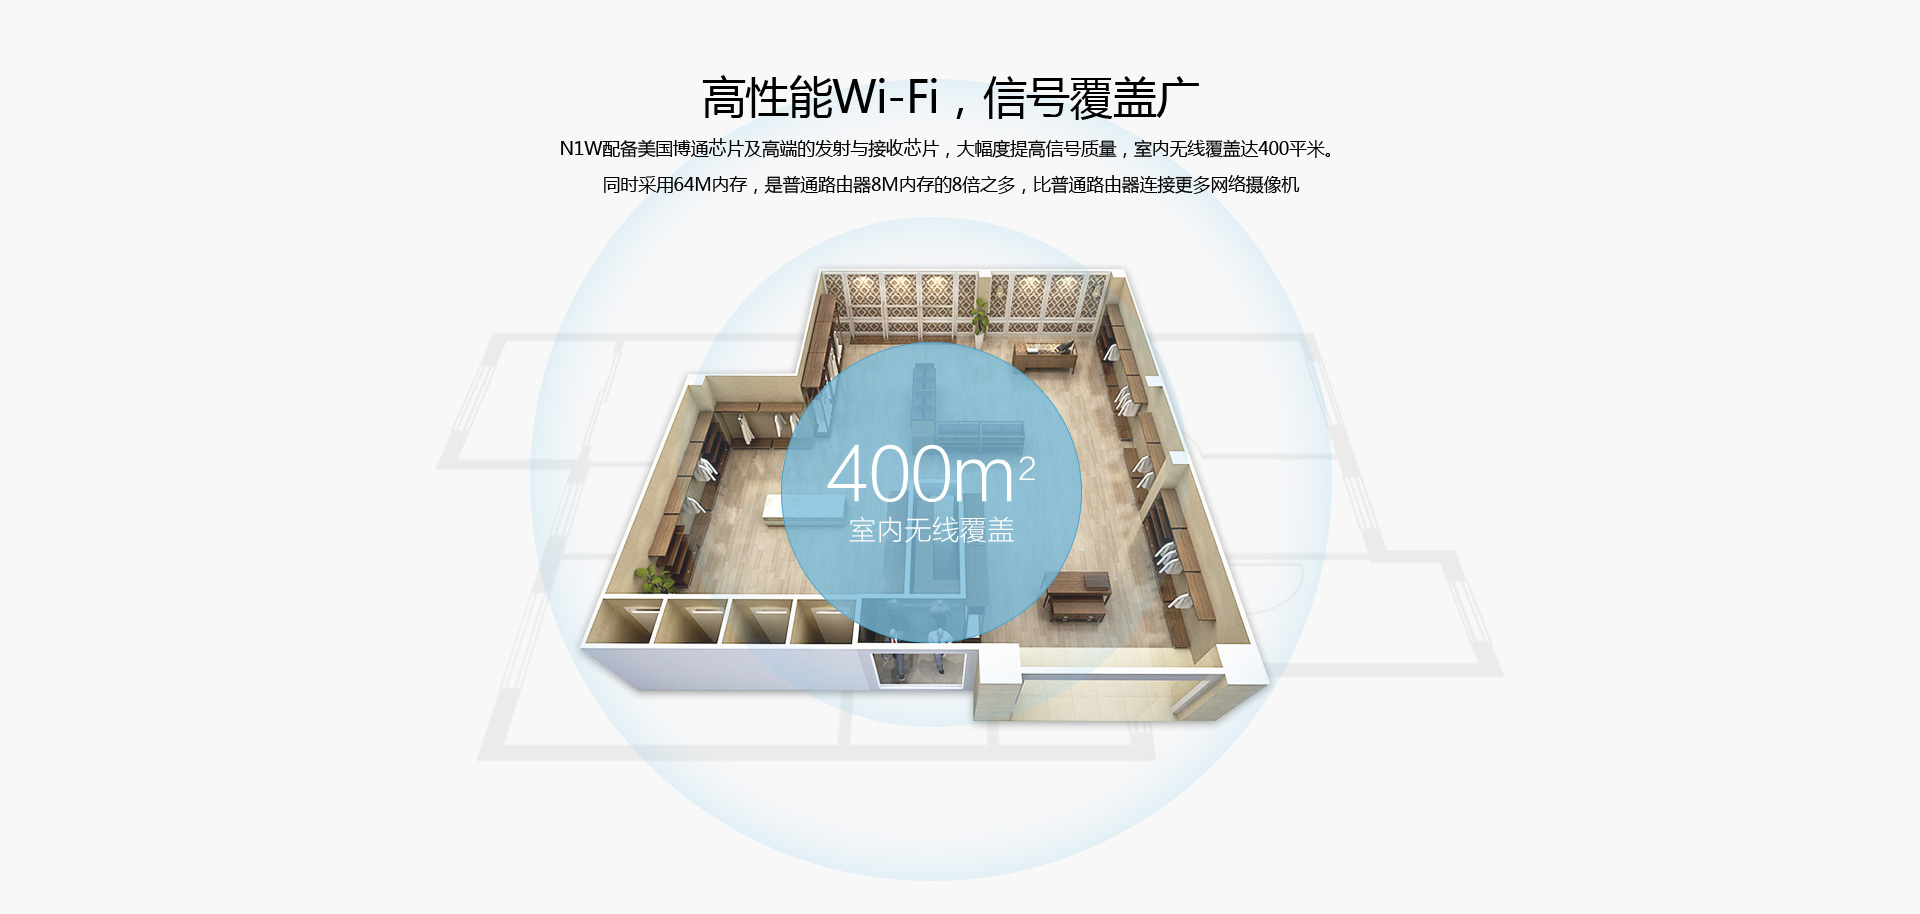 高性能Wi-Fi，信号覆盖广
N1W配备美国博通芯片及高端的发射与接收芯片，大幅度提高信号质量，室内无线覆盖达400平米。
同时采用64M内存，是普通路由器8M内存的8倍之多，比普通路由器连接更多网络摄像机
400m²
室内无线覆盖